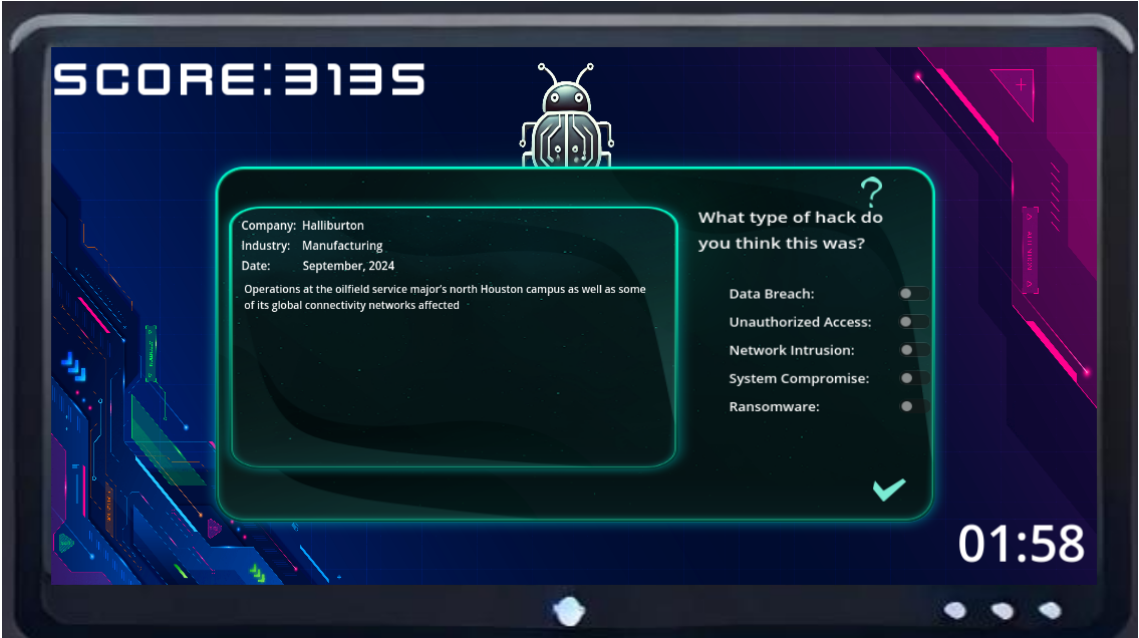 SCORE:3135
Company: Halliburton
Industry: Manufacturing
Date: September, 2024
Operations at the oilfield service major's north Houston campus as well as some
of its global connectivity networks affected
?
What type of hack do
you think this was?
Data Breach:
Unauthorized Access:
Network Intrusion:
System Compromise:
Ransomware:
01:58